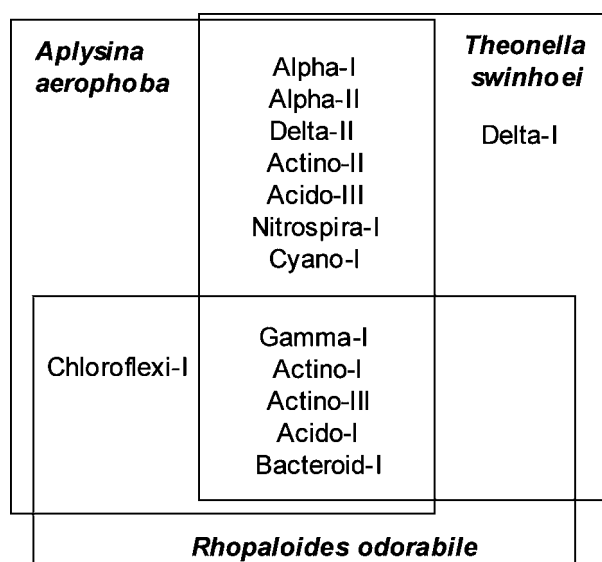 Aplysina
aerophoba
Theonella
swinhoei
Alpha-I
Alpha-II
Delta-II
Actino-II
Acido-III
Nitrospira-I
Cyano-I
Delta-I
Chloroflexi-I
Gamma-I
Actino-I
Actino-III
Acido-I
Bacteroid-I
Rhopaloides odorabile